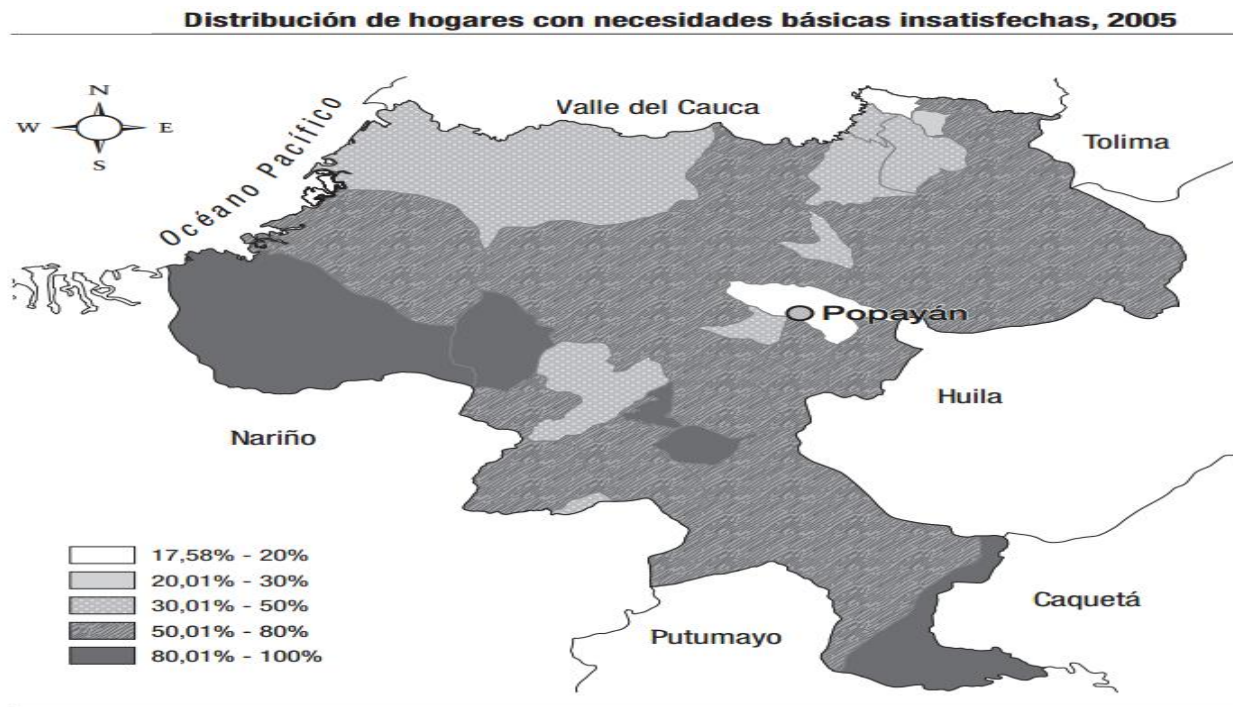 Distribución de hogares con necesidades básicas insatisfechas, 2005
N
W E
S
Océano Pacífico
Valle del Cauca
Tolima
Popayán
Huila
Nariño
Caquetá
Putumayo
17,58% - 20%
20,01% - 30%
30,01% - 50%
50,01% - 80%
80,01% - 100%